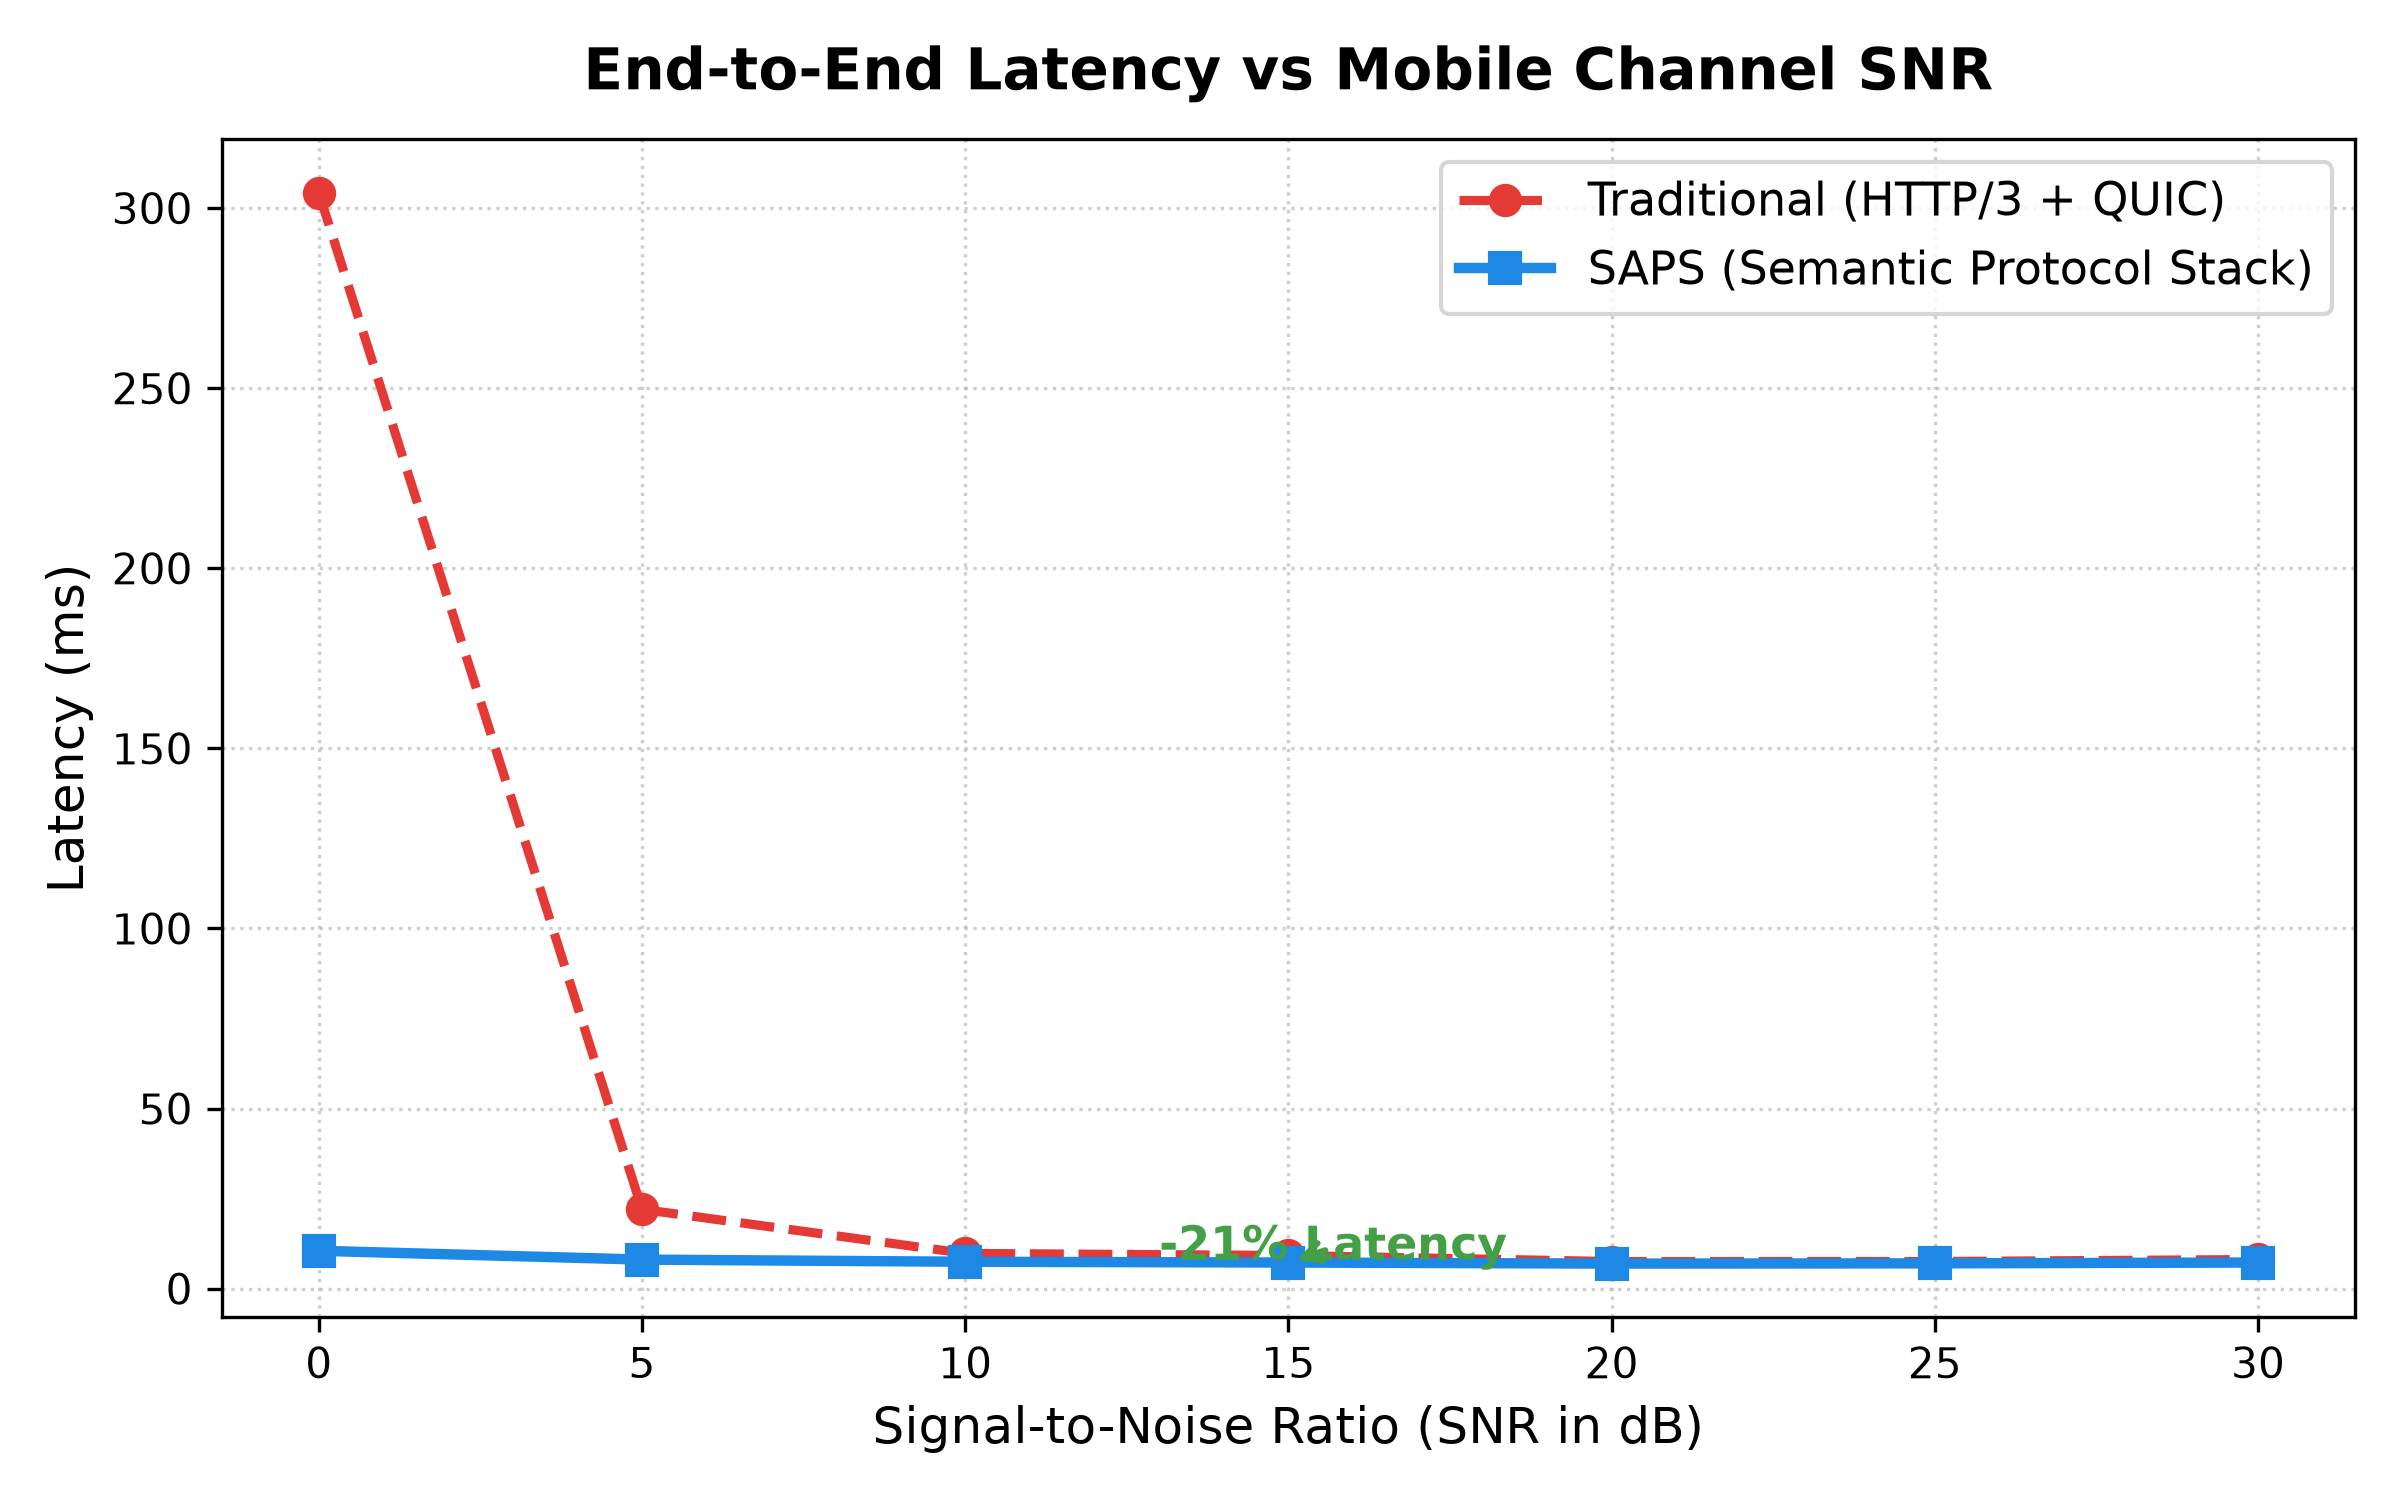 End-to-End Latency vs Mobile Channel SNR
Traditional (HTTP/3 + QUIC)
SAPS (Semantic Protocol Stack)
Latency (ms)
300
250
200
150
100
50
0
-21% Latency
0 5 10 15 20 25 30
Signal-to-Noise Ratio (SNR in dB)